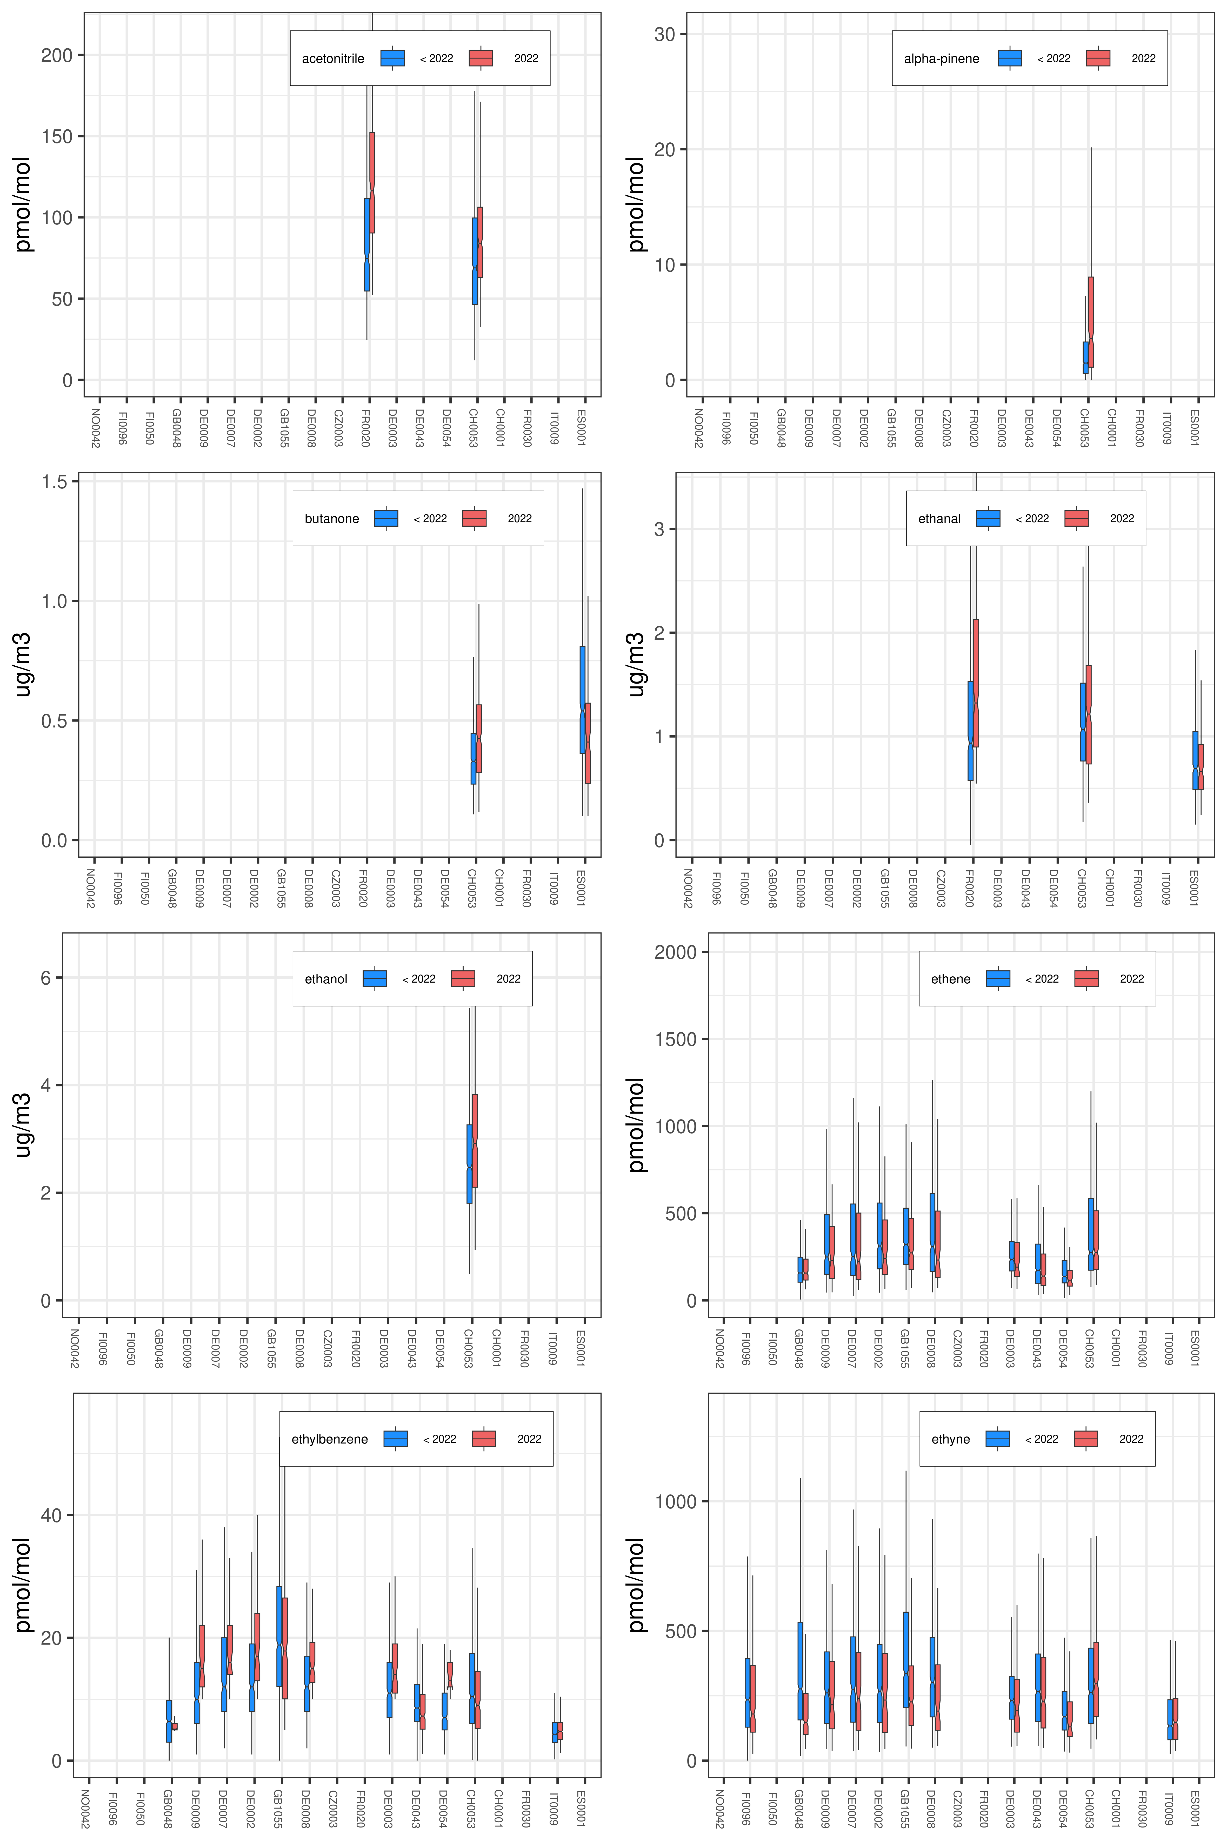 acetonitrile < 2022 2022
pmol/mol
200
150
100
50
0
NO0042 FI0096 FI0050 GB0048 DE0009 DE0007 DE0002 GB1055 DE0008 CZ0003 FR0020 DE0003 DE0043 DE0054 CH0053 CH0001 FR0030 IT0009 ES0001
alpha-pinene < 2022 2022
pmol/mol
30
20
10
0
NO0042 FI0096 FI0050 GB0048 DE0009 DE0007 DE0002 GB1055 DE0008 CZ0003 FR0020 DE0003 DE0043 DE0054 CH0053 CH0001 FR0030 IT0009 ES0001
butanone < 2022 2022
ug/m3
1.5
1.0
0.5
0.0
NO0042 FI0096 FI0050 GB0048 DE0009 DE0007 DE0002 GB1055 DE0008 CZ0003 FR0020 DE0003 DE0043 DE0054 CH0053 CH0001 FR0030 IT0009 ES0001
ethanal < 2022 2022
ug/m3
3
2
1
0
NO0042 FI0096 FI0050 GB0048 DE0009 DE0007 DE0002 GB1055 DE0008 CZ0003 FR0020 DE0003 DE0043 DE0054 CH0053 CH0001 FR0030 IT0009 ES0001
ethanol < 2022 2022
ug/m3
6
4
2
0
NO0042 FI0096 FI0050 GB0048 DE0009 DE0007 DE0002 GB1055 DE0008 CZ0003 FR0020 DE0003 DE0043 DE0054 CH0053 CH0001 FR0030 IT0009 ES0001
ethene < 2022 2022
pmol/mol
2000
1500
1000
500
0
NO0042 FI0096 FI0050 GB0048 DE0009 DE0007 DE0002 GB1055 DE0008 CZ0003 FR0020 DE0003 DE0043 DE0054 CH0053 CH0001 FR0030 IT0009 ES0001
ethylbenzene < 2022 2022
pmol/mol
40
20
0
NO0042 FI0096 FI0050 GB0048 DE0009 DE0007 DE0002 GB1055 DE0008 CZ0003 FR0020 DE0003 DE0043 DE0054 CH0053 CH0001 FR0030 IT0009 ES0001
ethyne < 2022 2022
pmol/mol
1000
500
0
NO0042 FI0096 FI0050 GB0048 DE0009 DE0007 DE0002 GB1055 DE0008 CZ0003 FR0020 DE0003 DE0043 DE0054 CH0053 CH0001 FR0030 IT0009 ES0001